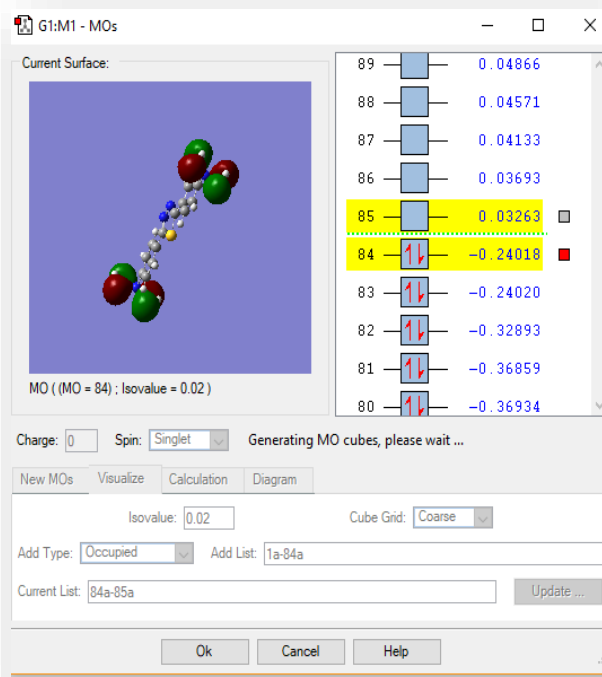 G1:M1 - MOs
Current Surface:
MO ( (MO = 84) ; Isovalue = 0.02 )
89 0.04866
88 0.04571
87 0.04133
86 0.03693
85 0.03263
84 -0.24018
83 -0.24020
82 -0.32893
81 -0.36859
80 -0.36934
Charge: 0 Spin: Singlet Generating MO cubes, please wait ...
New MOs Visualize Calculation Diagram
Isovalue: 0.02 Cube Grid: Coarse
Add Type: Occupied Add List: 1a-84a
Current List: 84a-85a Update ...
Ok Cancel Help